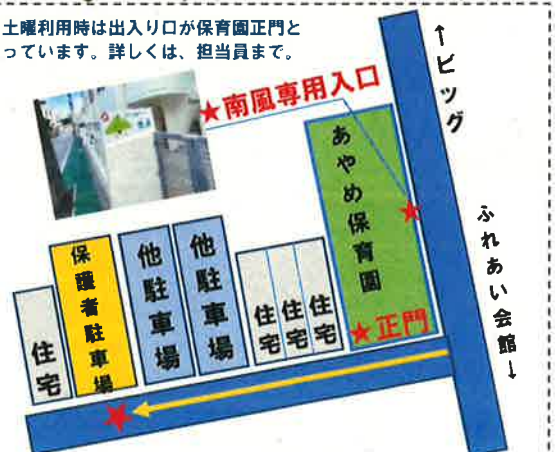 土曜利用時は出入り口が保育園正門と
っています。詳しくは、担当員まで。
★南風専用入口
↑ビッグ
あやめ保育園
ふれあい会館↓
★正門
住宅
住宅
住宅
他駐車場
他駐車場
保護者駐車場
住宅